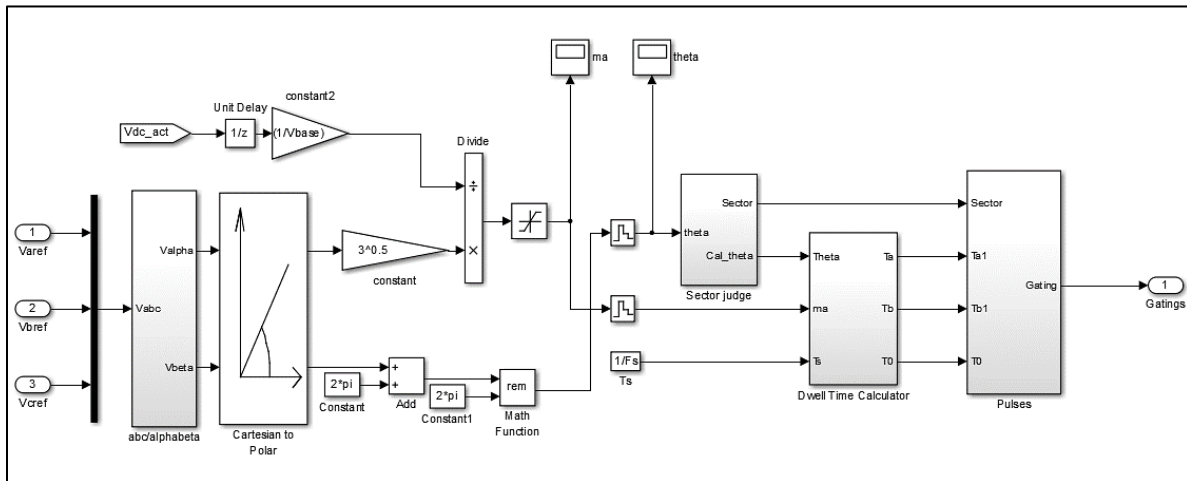 ma
theta
constant2
Unit Delay
Vdc_act
1/z
(1/Vbase)
Divide
÷
×
1
Varef
2
Vbref
3
Vcref
Vabc
Valpha
Vbeta
abc/alphabeta
Cartesian to
Polar
3^0.5
constant
2*pi
Constant
+
+
Add
2*pi
Constant1
rem
Math
Function
theta
Sector
Cal_theta
Sector judge
1/Fs
Ts
Theta
ma
Ts
Ta
Tb
T0
Dwell Time Calculator
Sector
Ta1
Tb1
T0
Gating
Pulses
1
Gatings